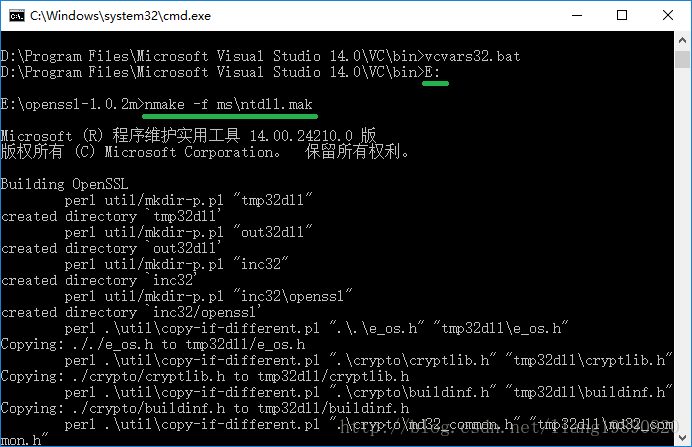 C:\Windows\system32\cmd.exe
D:\Program Files\Microsoft Visual Studio 14.0\VC\bin>vcvars32.bat
D:\Program Files\Microsoft Visual Studio 14.0\VC\bin>E:
E:\openssl-1.0.2m>nmake -f ms\ntdll.mak
Microsoft (R) 程序维护实用工具 14.00.24210.0 版
版权所有 (C) Microsoft Corporation。  保留所有权利。
Building OpenSSL
perl util/mkdir-p.pl "tmp32dll"
created directory `tmp32dll'
perl util/mkdir-p.pl "out32dll"
created directory `out32dll'
perl util/mkdir-p.pl "inc32"
created directory `inc32'
perl util/mkdir-p.pl "inc32\openssl"
created directory `inc32/openssl'
perl .\util\copy-if-different.pl ".\.\e_os.h" "tmp32dll\e_os.h"
Copying: ././e_os.h to tmp32dll/e_os.h
perl .\util\copy-if-different.pl ".\crypto\cryptlib.h" "tmp32dll\cryptlib.h"
Copying: ./crypto/cryptlib.h to tmp32dll/cryptlib.h
perl .\util\copy-if-different.pl ".\crypto\buildinf.h" "tmp32dll\buildinf.h"
Copying: ./crypto/buildinf.h to tmp32dll/buildinf.h
perl .\util\copy-if-different.pl ".\crypto\md32_common.h" "tmp32dll\md32_com
mon.h"